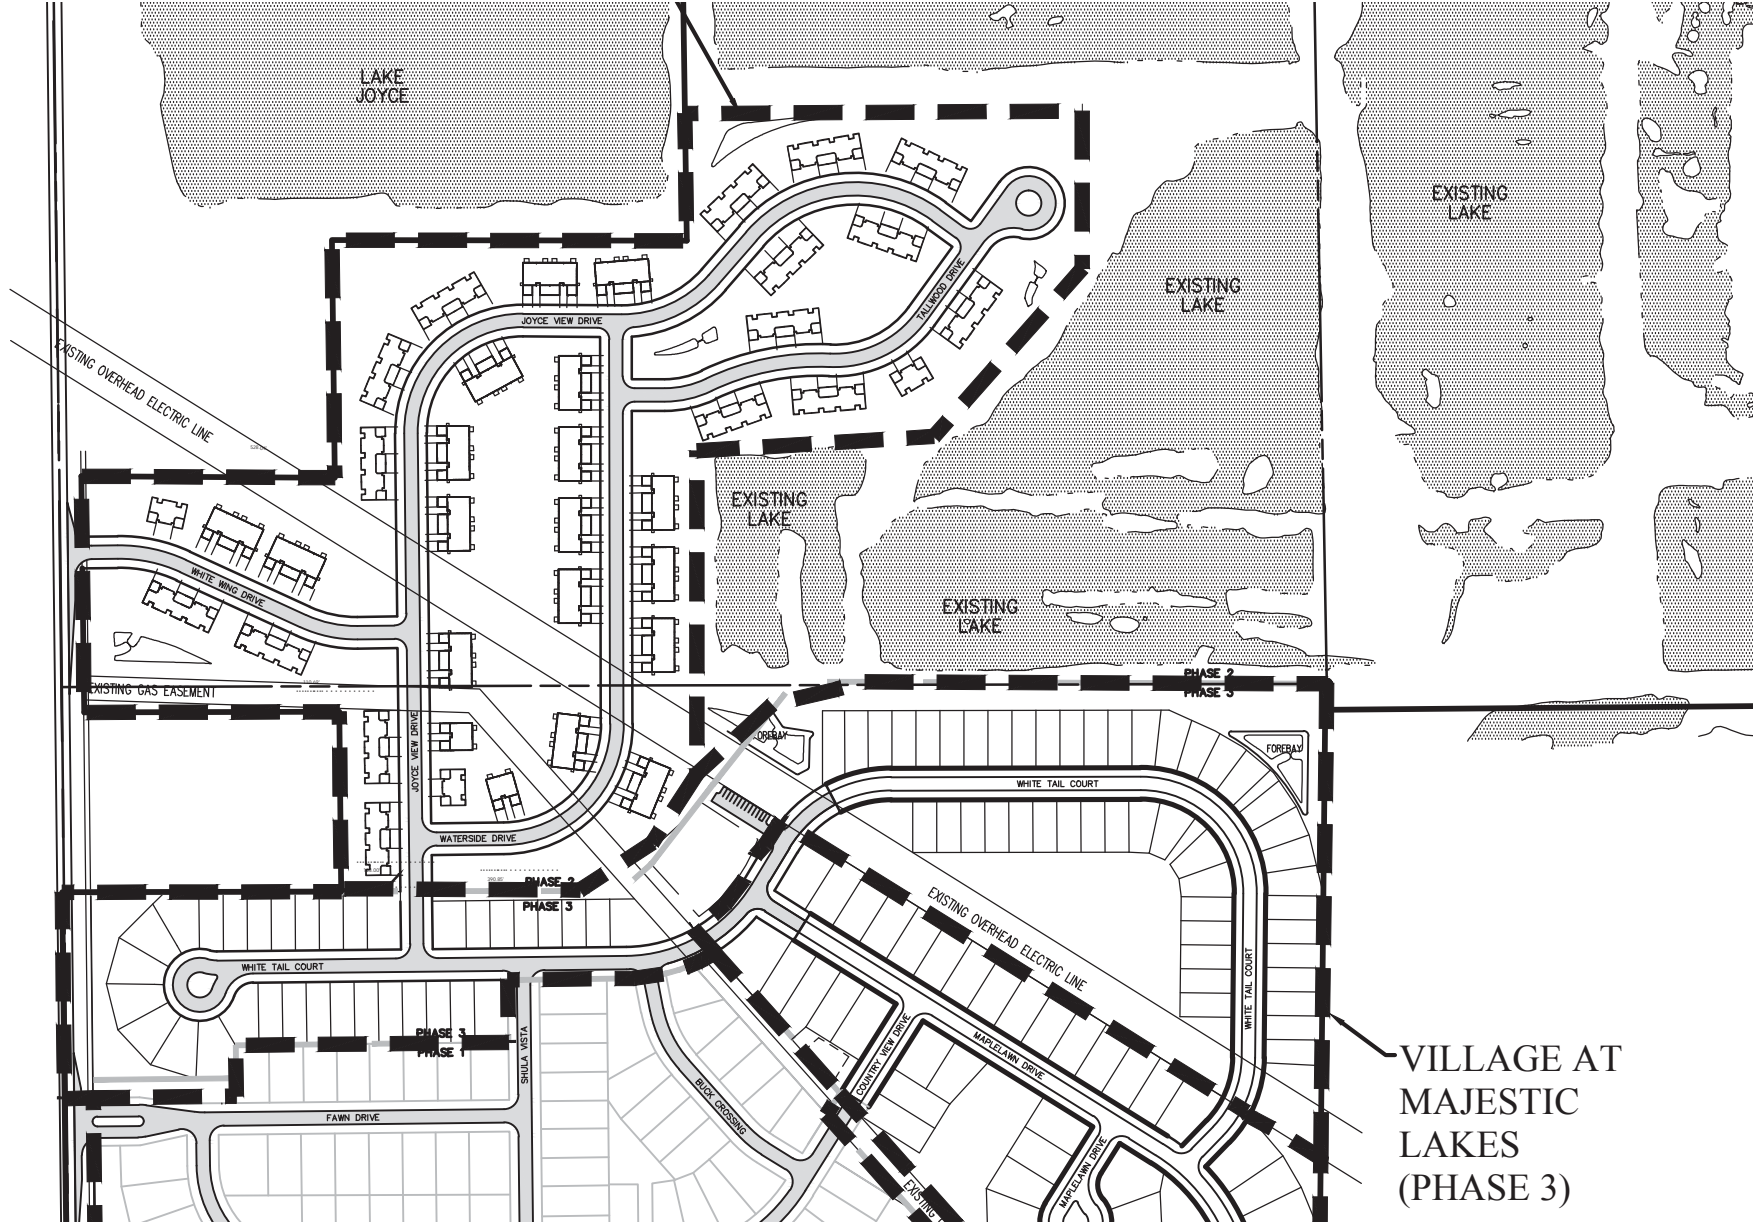 LAKE
JOYCE
EXISTING
LAKE
EXISTING
LAKE
TALLWOOD DRIVE
JOYCE VIEW DRIVE
EXISTING OVERHEAD ELECTRIC LINE
EXISTING
LAKE
WHITE WING DRIVE
EXISTING
LAKE
EXISTING GAS EASEMENT
PHASE 2
PHASE 3
JOYCE VIEW DRIVE
FOREBAY
WHITE TAIL COURT
WATERSIDE DRIVE
PHASE 2
PHASE 3
EXISTING OVERHEAD ELECTRIC LINE
WHITE TAIL COURT
WHITE TAIL COURT
PHASE 3
PHASE 1
SHULA VISTA
BUCK CROSSING
COUNTRY VIEW DRIVE
MAPLELAWN DRIVE
FAWN DRIVE
MAPLELAWN DRIVE
EXISTING
VILLAGE AT
MAJESTIC
LAKES
(PHASE 3)